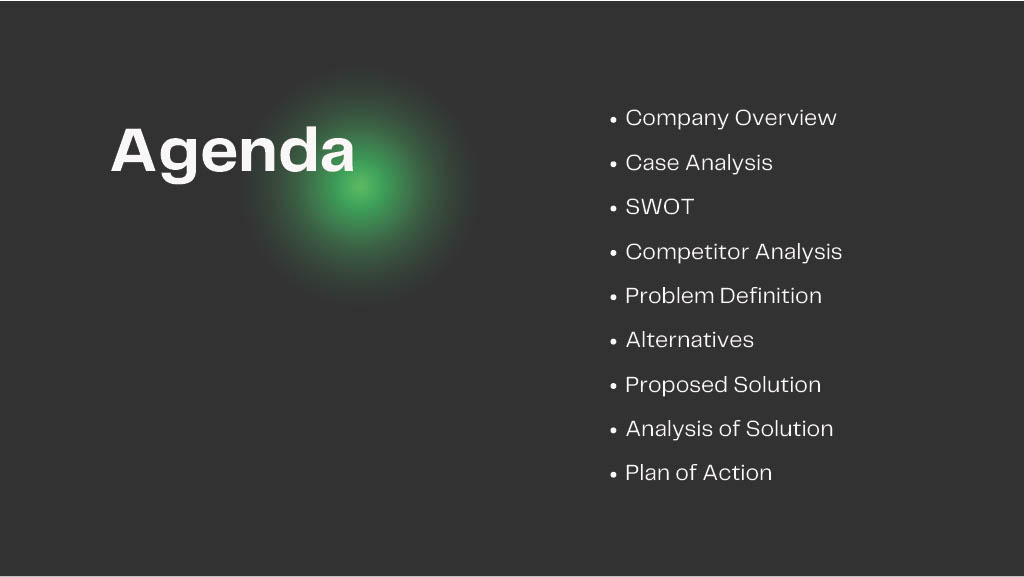 Agenda
• Company Overview
• Case Analysis
• SWOT
• Competitor Analysis
• Problem Definition
• Alternatives
• Proposed Solution
• Analysis of Solution
• Plan of Action